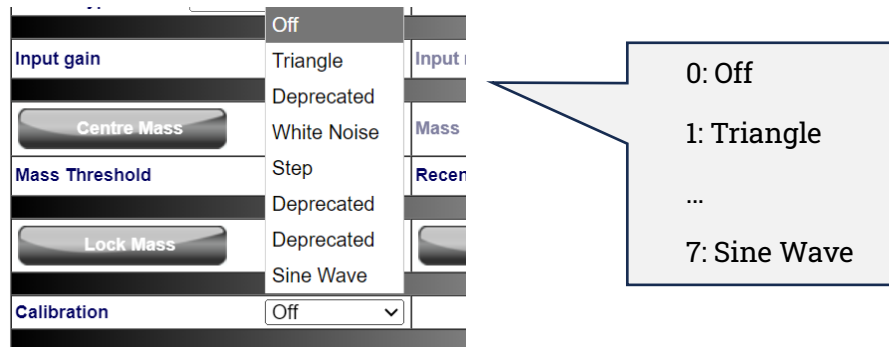 Off
Input gain
Triangle
Input
Deprecated
Centre Mass
White Noise
Mass
Mass Threshold
Step
Recen
Deprecated
Lock Mass
Deprecated
Sine Wave
Calibration
Off
0: Off
1: Triangle
...
7: Sine Wave